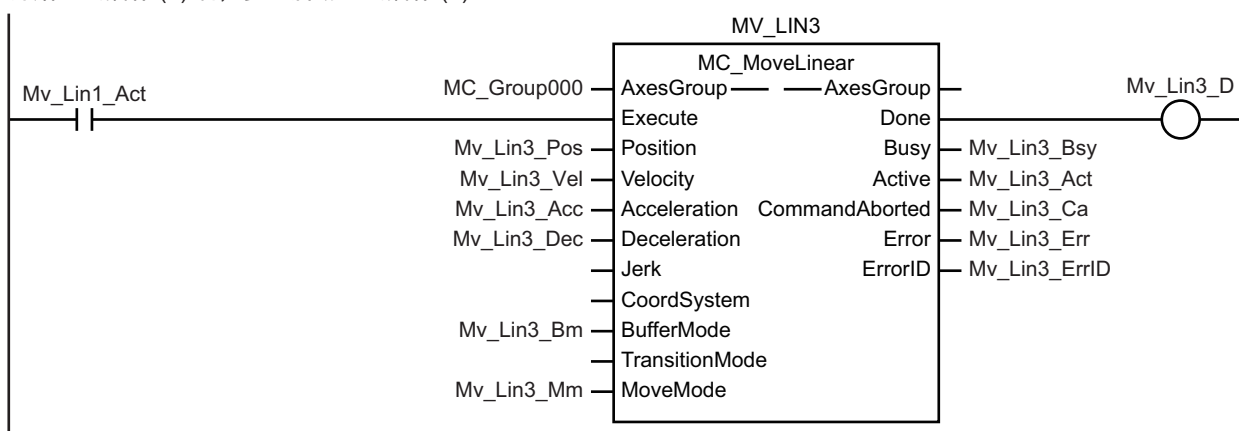 MV_LIN3
MC_MoveLinear
Mv_Lin1_Act
MC_Group000 AxesGroup AxesGroup Mv_Lin3_D
Execute Done
Mv_Lin3_Pos Position Busy Mv_Lin3_Bsy
Mv_Lin3_Vel Velocity Active Mv_Lin3_Act
Mv_Lin3_Acc Acceleration CommandAborted Mv_Lin3_Ca
Mv_Lin3_Dec Deceleration Error Mv_Lin3_Err
Jerk ErrorID Mv_Lin3_ErrID
CoordSystem
Mv_Lin3_Bm BufferMode
TransitionMode
Mv_Lin3_Mm MoveMode